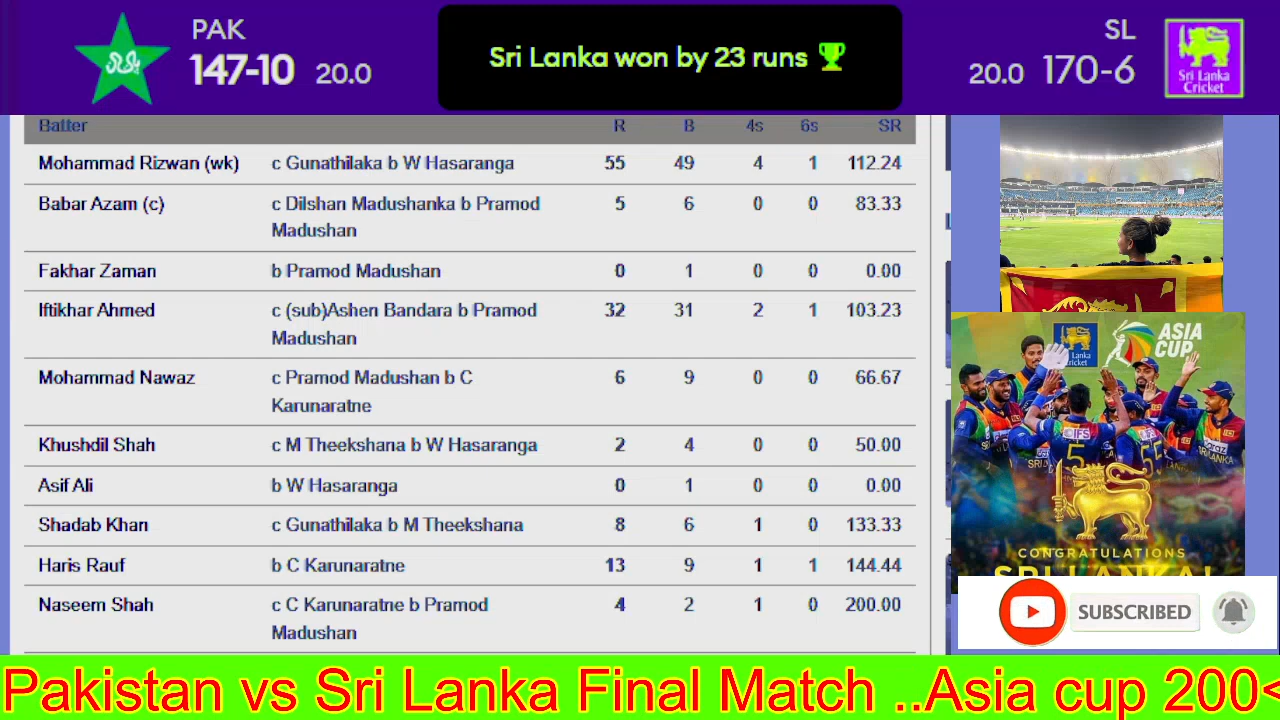 PAK
147-10 20.0
Sri Lanka won by 23 runs
SL
20.0 170-6
Sri Lanka
Cricket
Batter R B 4s 6s SR
Mohammad Rizwan (wk) c Gunathilaka b W Hasaranga 55 49 4 1 112.24
Babar Azam (c) c Dilshan Madushanka b Pramod 5 6 0 0 83.33
Madushan
Fakhar Zaman b Pramod Madushan 0 1 0 0 0.00
Iftikhar Ahmed c (sub)Ashen Bandara b Pramod 32 31 2 1 103.23
Madushan
Mohammad Nawaz c Pramod Madushan b C 6 9 0 0 66.67
Karunaratne
Khushdil Shah c M Theekshana b W Hasaranga 2 4 0 0 50.00
Asif Ali b W Hasaranga 0 1 0 0 0.00
Shadab Khan c Gunathilaka b M Theekshana 8 6 1 0 133.33
Haris Rauf b C Karunaratne 13 9 1 1 144.44
Naseem Shah c C Karunaratne b Pramod 4 2 1 0 200.00
Madushan
ASIA
CUP
Lanka
Cricket
IFS
5
CONGRATULATIONS
SRI LANKA!
SUBSCRIBED
Pakistan vs Sri Lanka Final Match ..Asia cup 200<